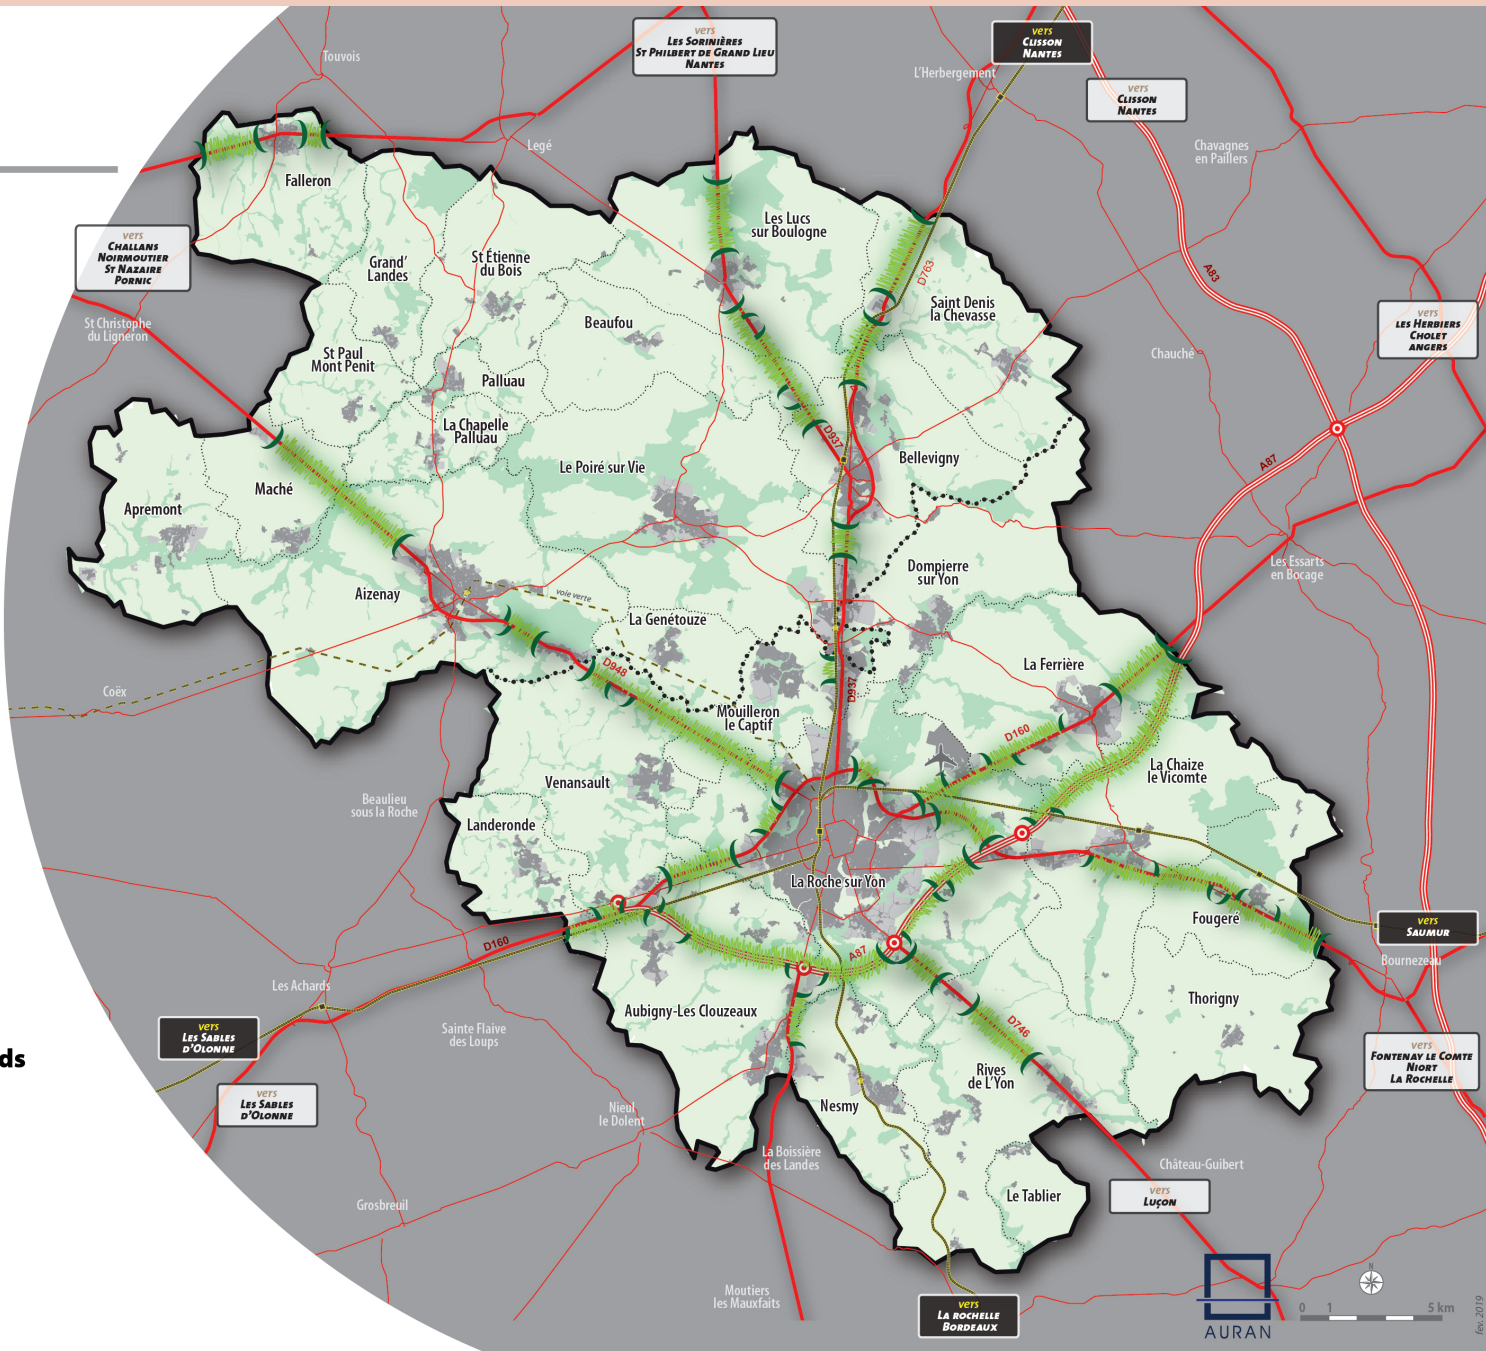 vers
Les Sorinières
St Philbert de Grand Lieu
Nantes
vers
Clisson
Nantes
Touvois
L'Herbergement
vers
Clisson
Nantes
Legé
Chavagnes
en Paillers
Falleron
Les Lucs
sur Boulogne
vers
Challans
Noirmoutier
St Nazaire
Pornic
Grand'
Landes
St Étienne
du Bois
D763
A83
Saint Denis
la Chevasse
St Christophe
du Ligneron
Beaufou
vers
Les Herbiers
Cholet
Angers
St Paul
Mont Penit
Chauché
Palluau
La Chapelle
Palluau
D937
Bellevigny
A87
Le Poiré sur Vie
Maché
Apremont
Dompierre
sur Yon
Les Essarts
en Bocage
Aizenay
voie verte
La Genétouze
D948
La Ferrière
Coëx
D937
Mouilleron
le Captif
D160
La Chaize
le Vicomte
Venansault
Beaulieu
sous la Roche
Landeronde
La Roche sur Yon
Fougeré
vers
Saumur
D160
A87
Bournezeau
Les Achards
Thorigny
Aubigny-Les Clouzeaux
vers
Les Sables
d'Olonne
Sainte Flaive
des Loups
D746
ds
vers
Fontenay le Comte
Niort
La Rochelle
Rives
de L'Yon
vers
Les Sables
d'Olonne
Nieul
le Dolent
Nesmy
La Boissière
des Landes
Château-Guibert
Le Tablier
vers
Luçon
Grosbreuil
Moutiers
les Mauxfaits
vers
La rochelle
Bordeaux
N
0 1 5 km
AURAN
fev. 2019